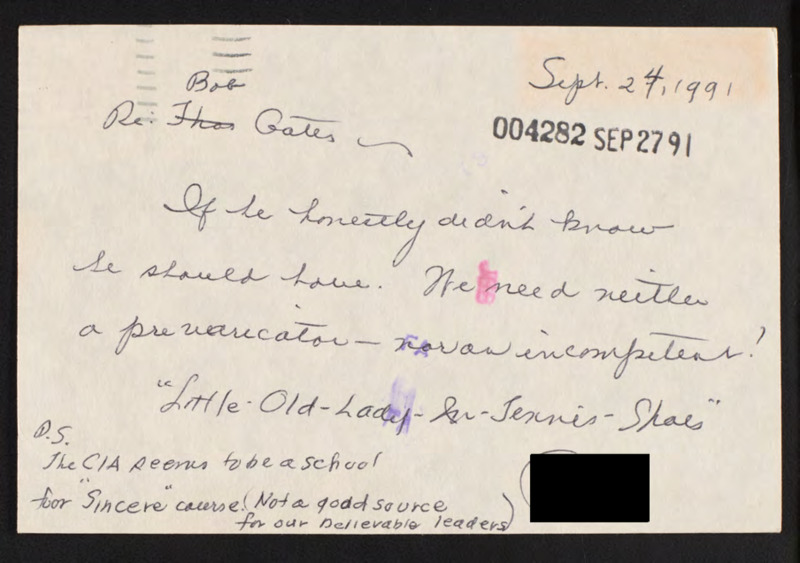 Sept. 24, 1991
Bob
Re: Thos Gates
004282 SEP 27 91
If he honestly didn't know
he should have. We need neither
a prevaricator — nor an incompetent!
"Little-Old-Lady-In-Tennis-Shoes"
P.S.
The CIA seems to be a school
for "Sincere" course! (Not a good source
for our believable leaders)